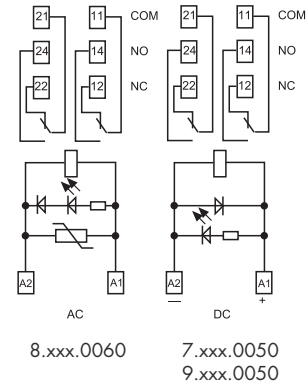 21 11 COM 21 11 COM
24 14 NO 24 14 NO
22 12 NC 22 12 NC
A2 A1 A2 A1
— +
AC DC
8.xxx.0060 7.xxx.0050
9.xxx.0050